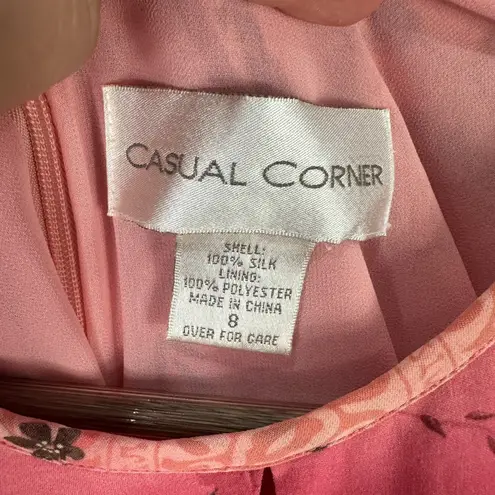 CASUAL CORNER
SHELL:
100% SILK
LINING:
100% POLYESTER
MADE IN CHINA
8
OVER FOR CARE